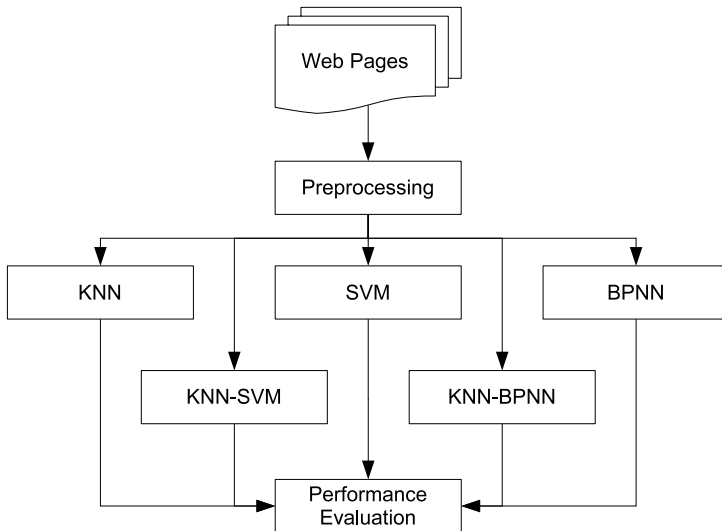 Web Pages
Preprocessing
KNN
SVM
BPNN
KNN-SVM
KNN-BPNN
Performance
Evaluation